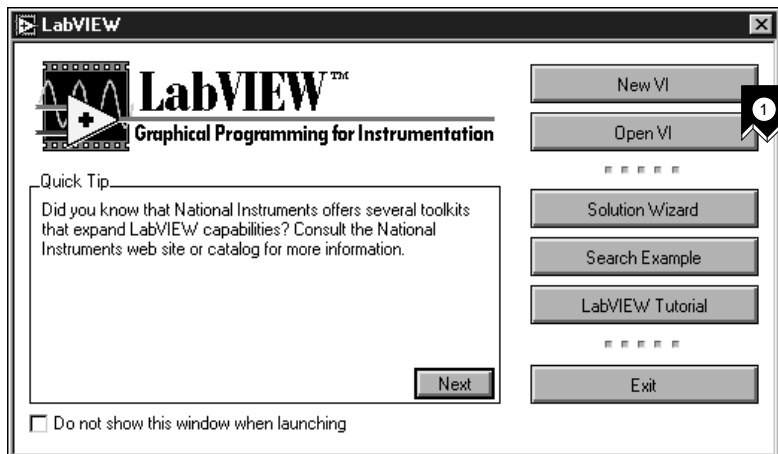 LabVIEW
LabVIEW™
Graphical Programming for Instrumentation
Quick Tip
Did you know that National Instruments offers several toolkits
that expand LabVIEW capabilities? Consult the National
Instruments web site or catalog for more information.
Next
Do not show this window when launching
New VI
1
Open VI
Solution Wizard
Search Example
LabVIEW Tutorial
Exit